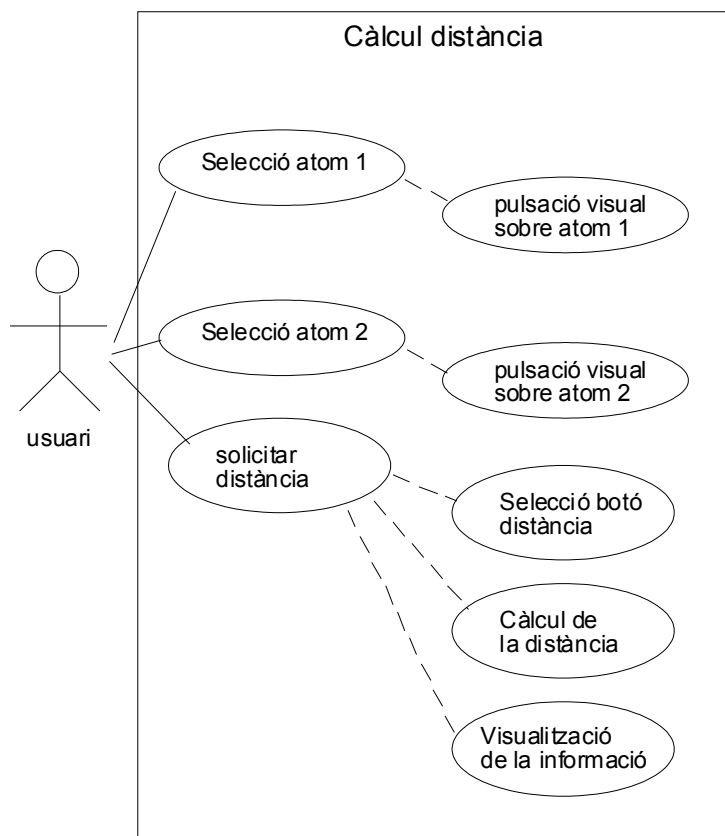 Càlcul distància
Selecció atom 1
pulsació visual
sobre atom 1
Selecció atom 2
pulsació visual
sobre atom 2
usuari
solicitar
distància
Selecció botó
distància
Càlcul de
la distància
Visualització
de la informació